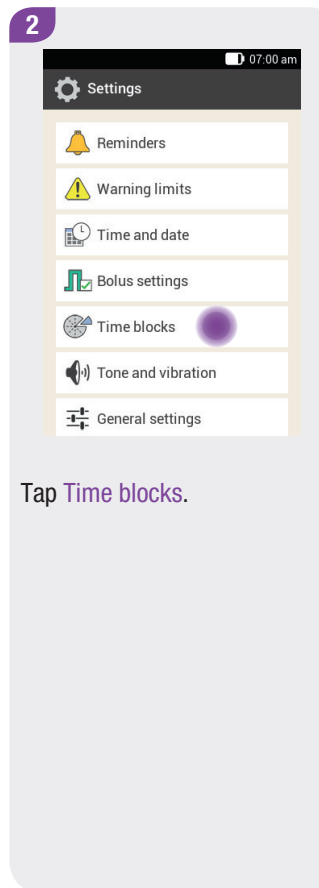 2
07:00 am
Settings
Reminders
Warning limits
Time and date
Bolus settings
Time blocks
Tone and vibration
General settings
Tap Time blocks.